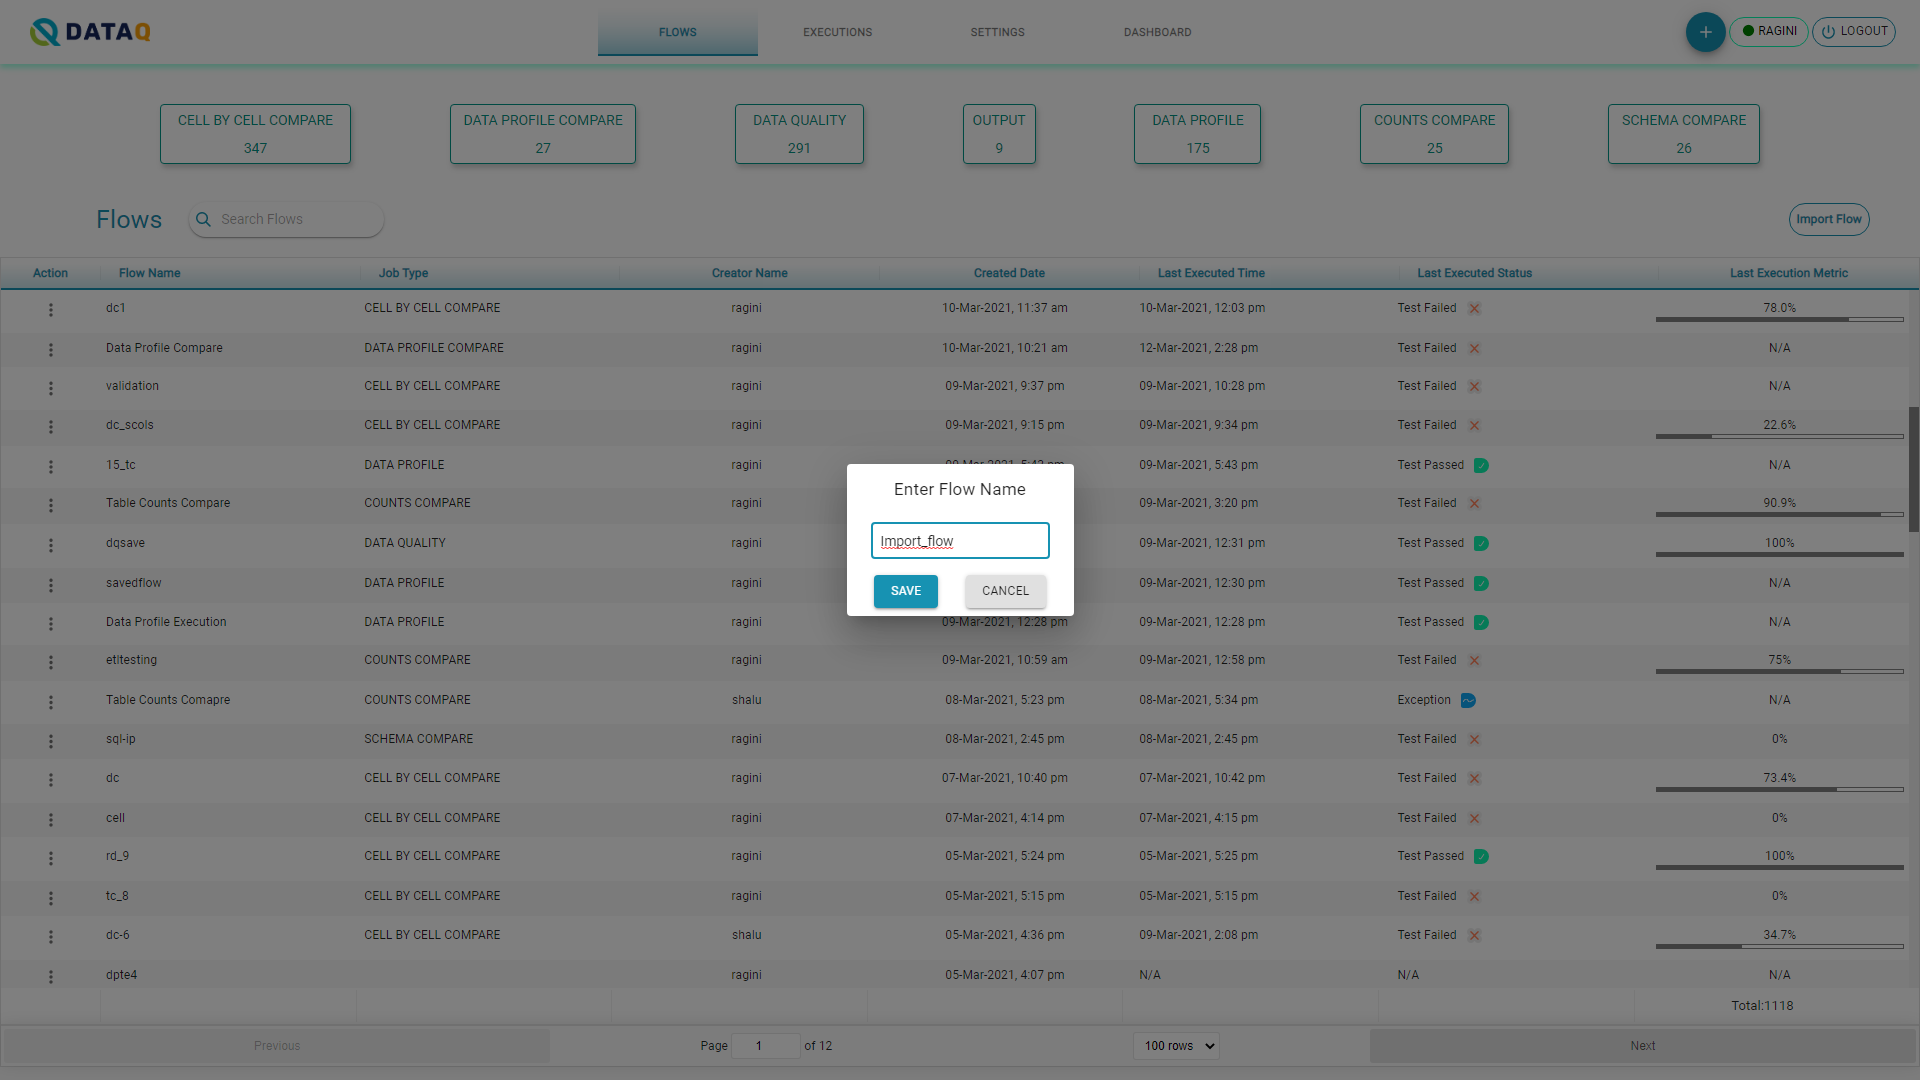 DATAQ FLOWS EXECUTIONS SETTINGS DASHBOARD + RAGINI LOGOUT
CELL BY CELL COMPARE DATA PROFILE COMPARE DATA QUALITY OUTPUT DATA PROFILE COUNTS COMPARE SCHEMA COMPARE
347 27 291 9 175 25 26
Flows Search Flows Import Flow
Action Flow Name Job Type Creator Name Created Date Last Executed Time Last Executed Status Last Execution Metric
dc1 CELL BY CELL COMPARE ragini 10-Mar-2021, 11:37 am 10-Mar-2021, 12:03 pm Test Failed 78.0%
Data Profile Compare DATA PROFILE COMPARE ragini 10-Mar-2021, 10:21 am 12-Mar-2021, 2:28 pm Test Failed N/A
validation CELL BY CELL COMPARE ragini 09-Mar-2021, 9:37 pm 09-Mar-2021, 10:28 pm Test Failed N/A
dc_scols CELL BY CELL COMPARE ragini 09-Mar-2021, 9:15 pm 09-Mar-2021, 9:34 pm Test Failed 22.6%
15_tc DATA PROFILE ragini 09-Mar-2021, 5:43 pm Test Passed N/A
Enter Flow Name
Table Counts Compare COUNTS COMPARE ragini 09-Mar-2021, 3:20 pm Test Failed 90.9%
Import_flow
dqsave DATA QUALITY ragini 09-Mar-2021, 12:31 pm Test Passed 100%
savedflow DATA PROFILE ragini 09-Mar-2021, 12:30 pm Test Passed N/A
SAVE CANCEL
Data Profile Execution DATA PROFILE ragini 09-Mar-2021, 12:28 pm 09-Mar-2021, 12:28 pm Test Passed N/A
etltesting COUNTS COMPARE ragini 09-Mar-2021, 10:59 am 09-Mar-2021, 12:58 pm Test Failed 75%
Table Counts Comapre COUNTS COMPARE shalu 08-Mar-2021, 5:23 pm 08-Mar-2021, 5:34 pm Exception N/A
sql-ip SCHEMA COMPARE ragini 08-Mar-2021, 2:45 pm 08-Mar-2021, 2:45 pm Test Failed 0%
dc CELL BY CELL COMPARE ragini 07-Mar-2021, 10:40 pm 07-Mar-2021, 10:42 pm Test Failed 73.4%
cell CELL BY CELL COMPARE ragini 07-Mar-2021, 4:14 pm 07-Mar-2021, 4:15 pm Test Failed 0%
rd_9 CELL BY CELL COMPARE ragini 05-Mar-2021, 5:24 pm 05-Mar-2021, 5:25 pm Test Passed 100%
tc_8 CELL BY CELL COMPARE ragini 05-Mar-2021, 5:15 pm 05-Mar-2021, 5:15 pm Test Failed 0%
dc-6 CELL BY CELL COMPARE shalu 05-Mar-2021, 4:36 pm 09-Mar-2021, 2:08 pm Test Failed 34.7%
dpte4 ragini 05-Mar-2021, 4:07 pm N/A N/A N/A
Total:1118
Previous Page 1 of 12 100 rows Next